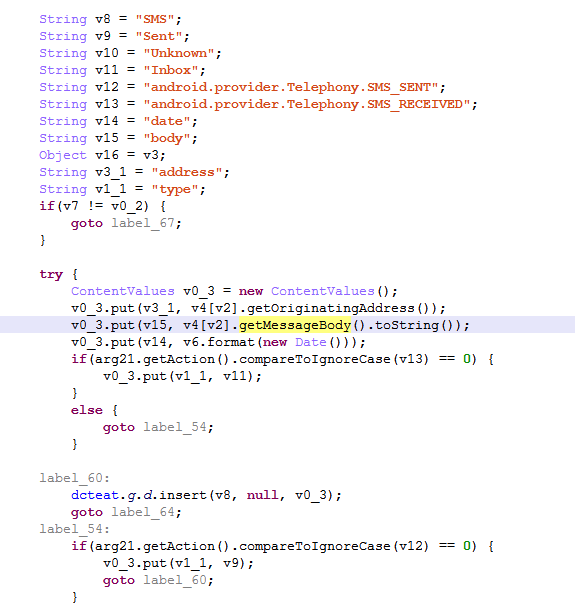 String v8 = "SMS";
String v9 = "Sent";
String v10 = "Unknown";
String v11 = "Inbox";
String v12 = "android.provider.Telephony.SMS_SENT";
String v13 = "android.provider.Telephony.SMS_RECEIVED";
String v14 = "date";
String v15 = "body";
Object v16 = v3;
String v3_1 = "address";
String v1_1 = "type";
if(v7 != v0_2) {
    goto label_67;
}

try {
    ContentValues v0_3 = new ContentValues();
    v0_3.put(v3_1, v4[v2].getOriginatingAddress());
    v0_3.put(v15, v4[v2].getMessageBody().toString());
    v0_3.put(v14, v6.format(new Date()));
    if(arg21.getAction().compareToIgnoreCase(v13) == 0) {
        v0_3.put(v1_1, v11);
    }
    else {
        goto label_54;
    }

label_60:
    dcteat.g.d.insert(v8, null, v0_3);
    goto label_64;
label_54:
    if(arg21.getAction().compareToIgnoreCase(v12) == 0) {
        v0_3.put(v1_1, v9);
        goto label_60;
    }